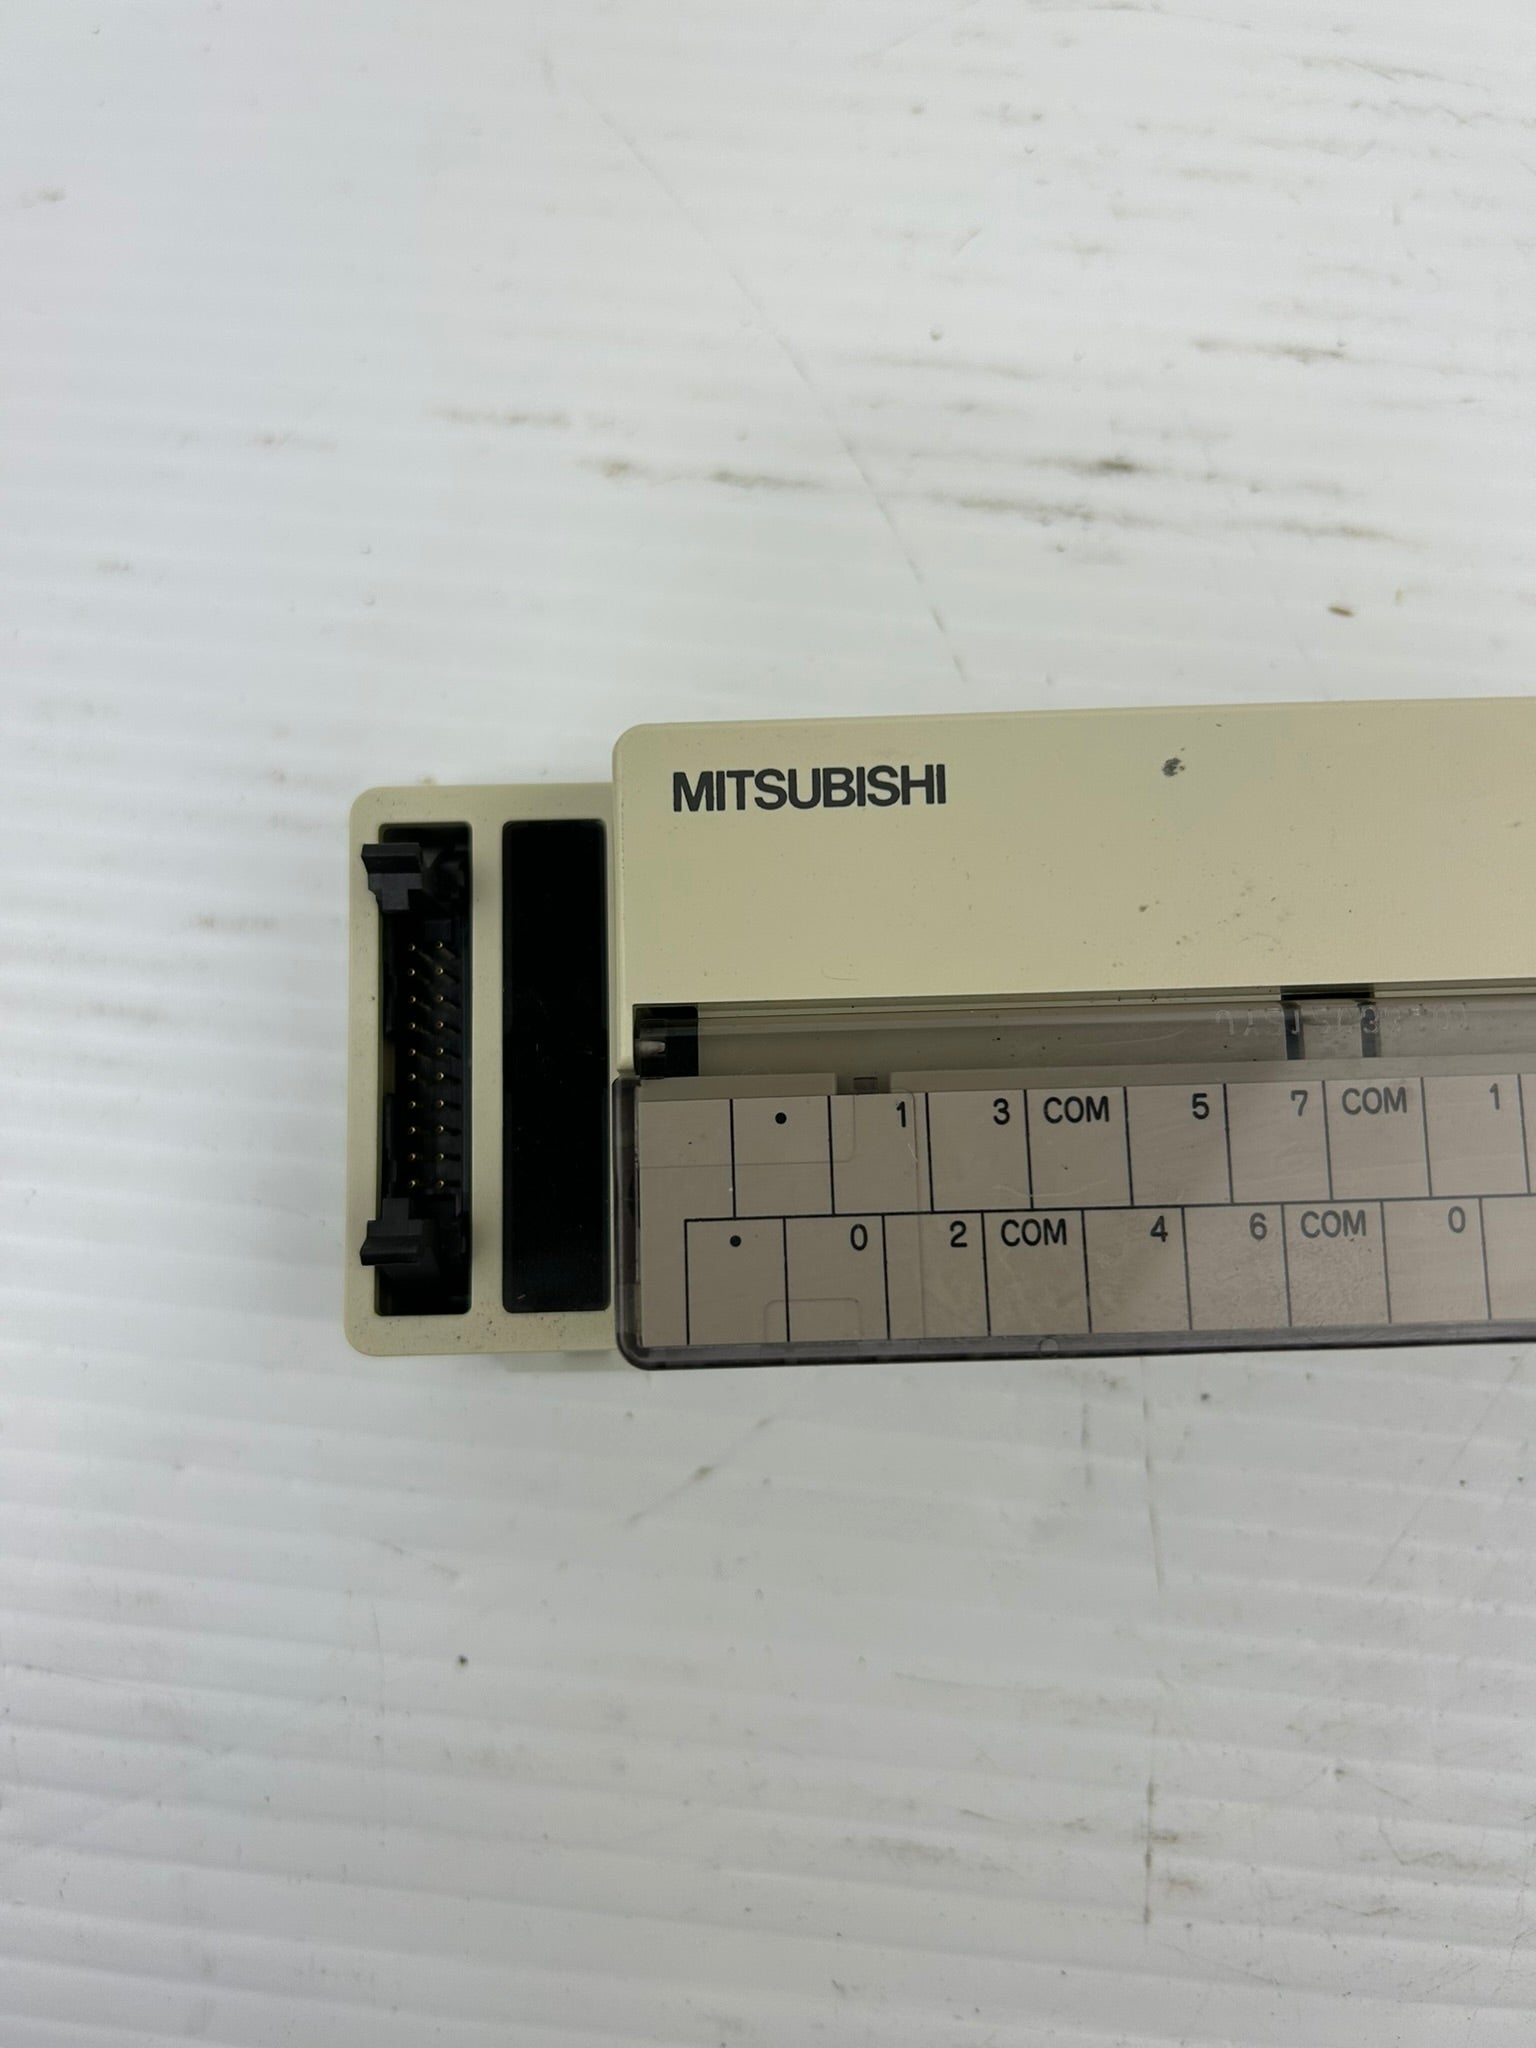 MITSUBISHI
• 1 3 COM 5 7 COM 1
• 0 2 COM 4 6 COM 0